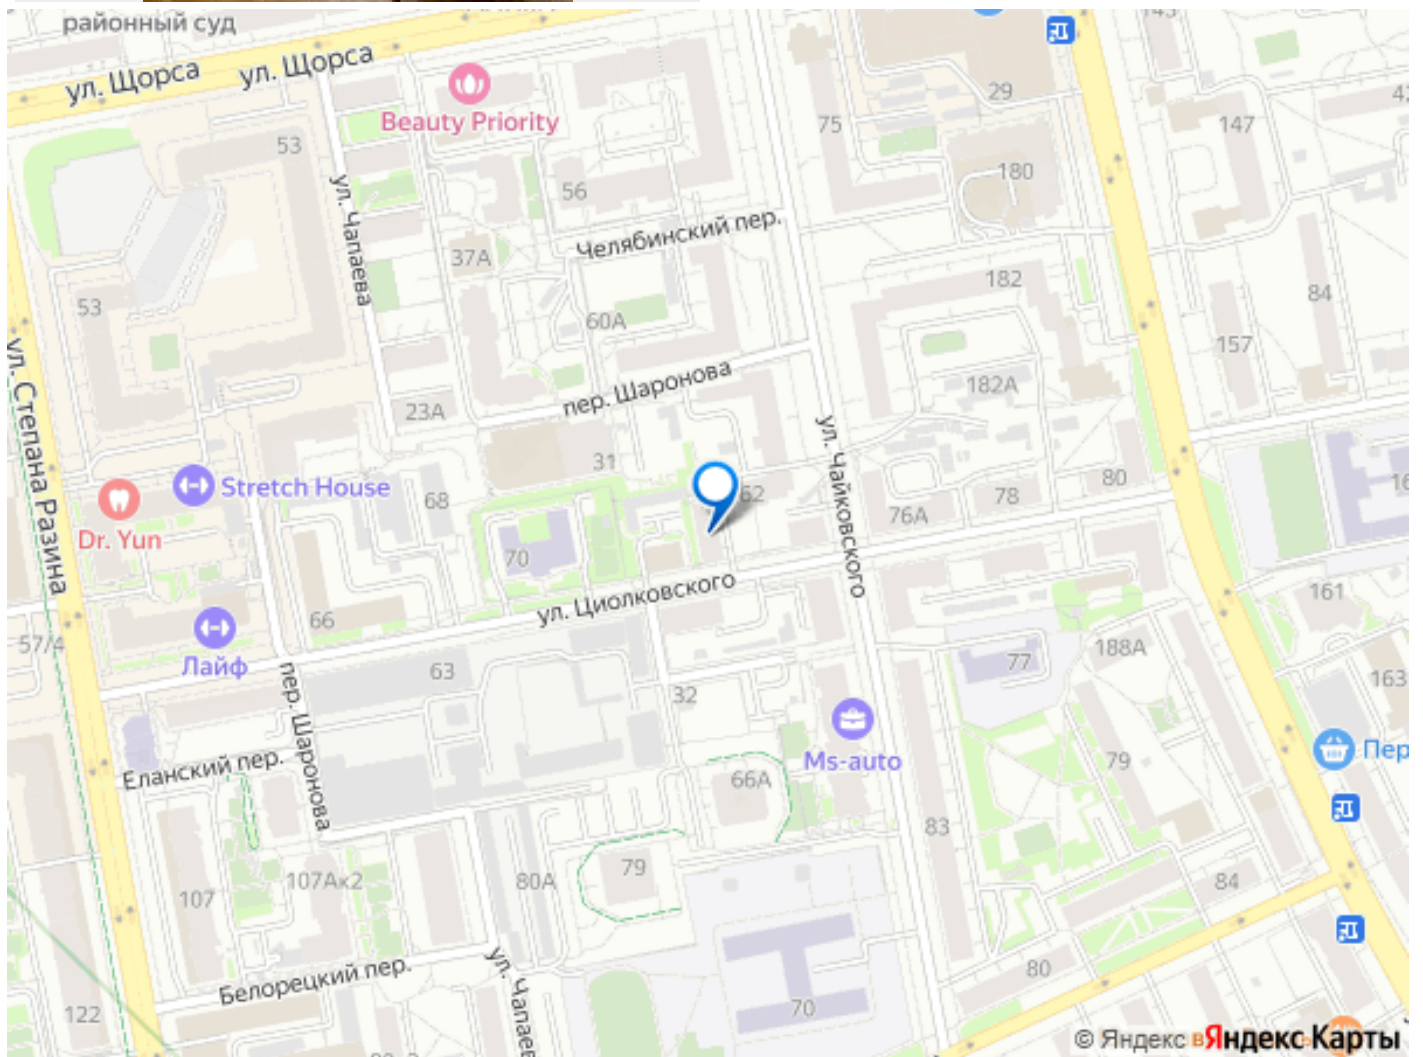 районный суд
ул. Щорса
ул. Щорса
Beauty Priority
53
29
75
147
180
56
ул. Чапаева
Челябинский пер.
37А
182
53
60А
84
157
ул. Степана Разина
пер. Шаронова
182А
23А
ул. Чайковского
31
Stretch House
68
62
80
78
76А
Dr. Yun
70
ул. Циолковского
161
66
57/4
Лайф
63
77
188А
163
пер. Шаронова
32
Ms-auto
Пер
Еланский пер.
66А
79
83
79
107
107Ак2
80А
84
Белорецкий пер.
80
ул. Чапаев
70
122
© Яндекс
Яндекс Карты